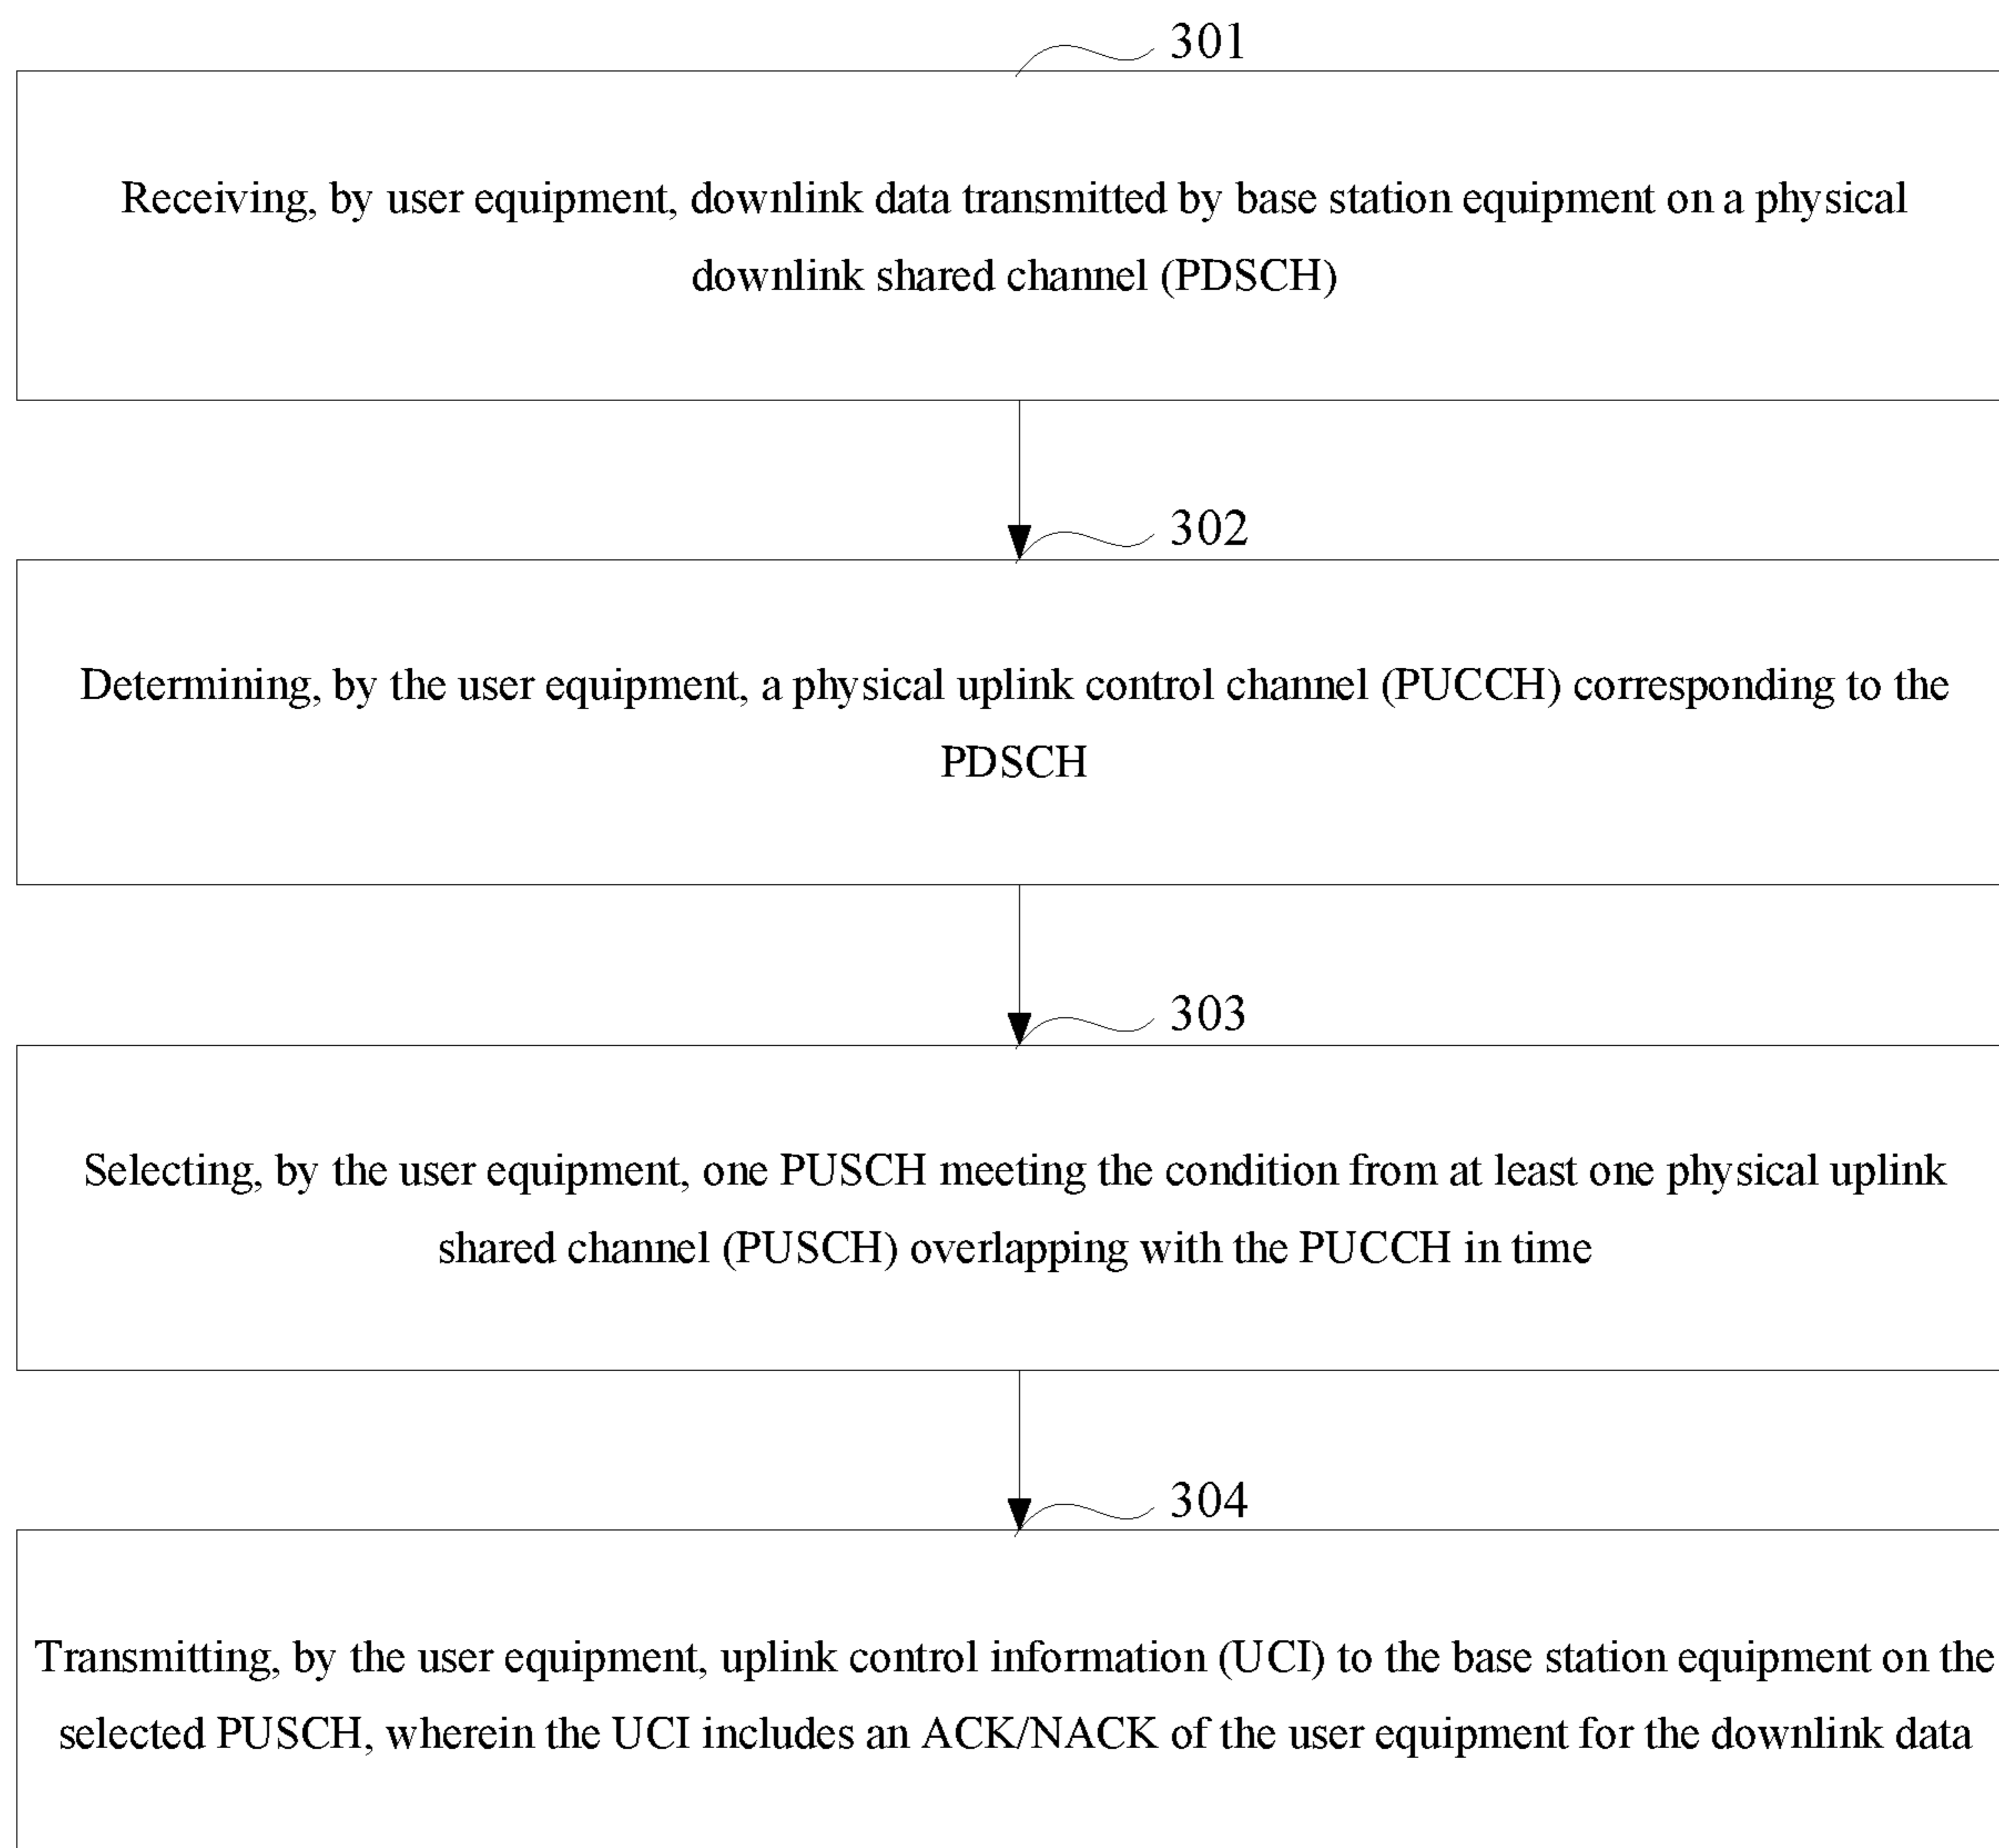 301
Receiving, by user equipment, downlink data transmitted by base station equipment on a physical
downlink shared channel (PDSCH)
302
Determining, by the user equipment, a physical uplink control channel (PUCCH) corresponding to the
PDSCH
303
Selecting, by the user equipment, one PUSCH meeting the condition from at least one physical uplink
shared channel (PUSCH) overlapping with the PUCCH in time
304
Transmitting, by the user equipment, uplink control information (UCI) to the base station equipment on the
selected PUSCH, wherein the UCI includes an ACK/NACK of the user equipment for the downlink data